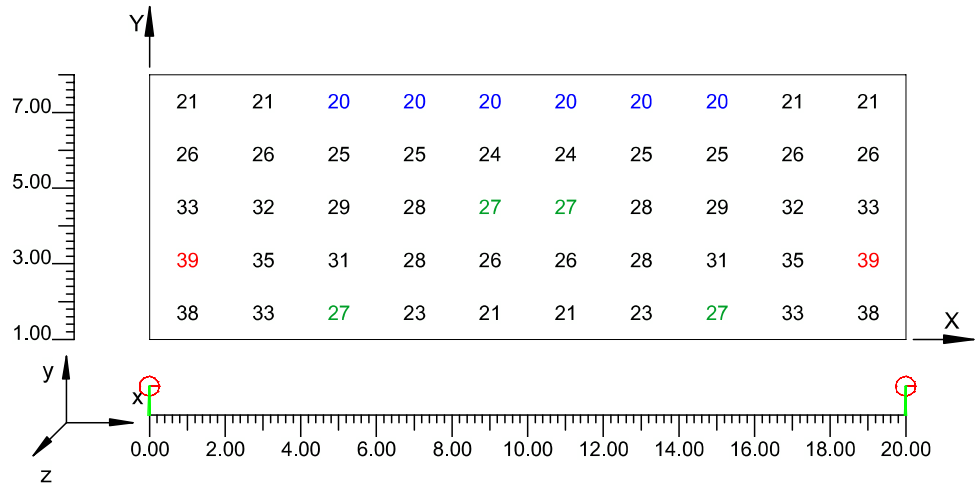 Y
7.00
21 21 20 20 20 20 20 20 21 21
26 26 25 25 24 24 25 25 26 26
5.00
33 32 29 28 27 27 28 29 32 33
3.00
39 35 31 28 26 26 28 31 35 39
38 33 27 23 21 21 23 27 33 38
1.00
X
y
x
z
0.00 2.00 4.00 6.00 8.00 10.00 12.00 14.00 16.00 18.00 20.00